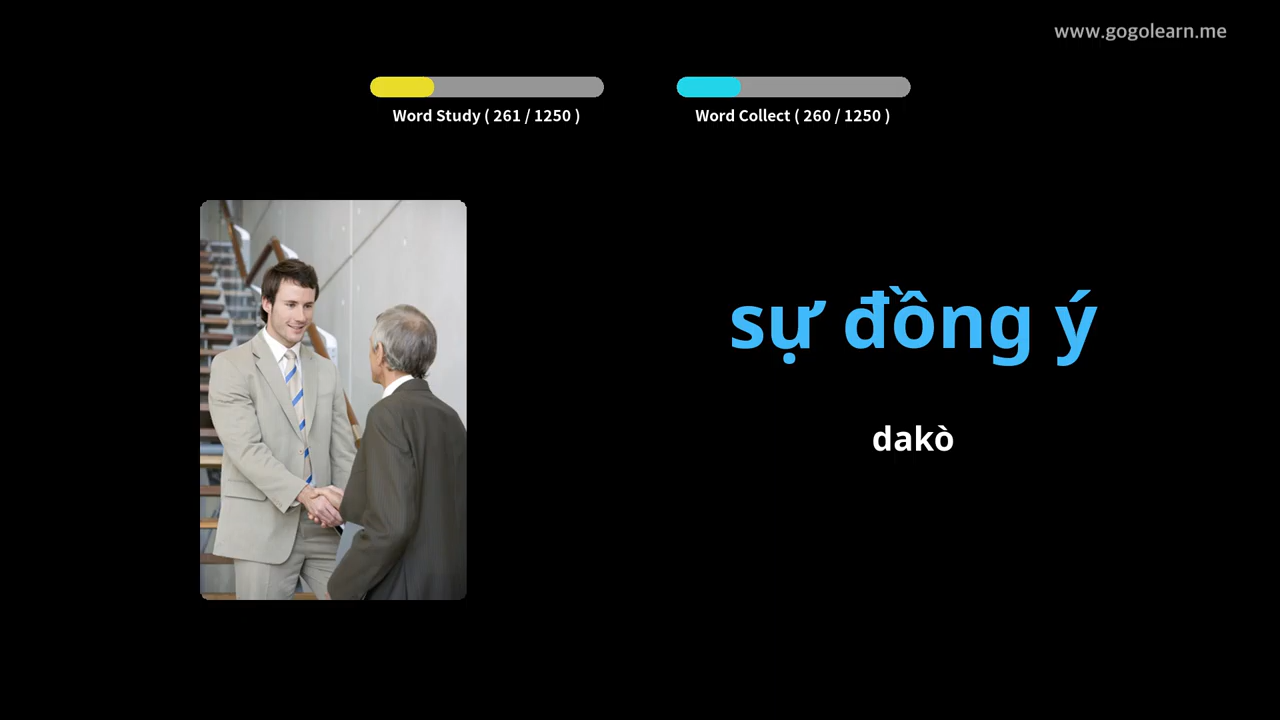 www.gogolearn.me
Word Study ( 261 / 1250 )
Word Collect ( 260 / 1250 )
sự đồng ý
dakò